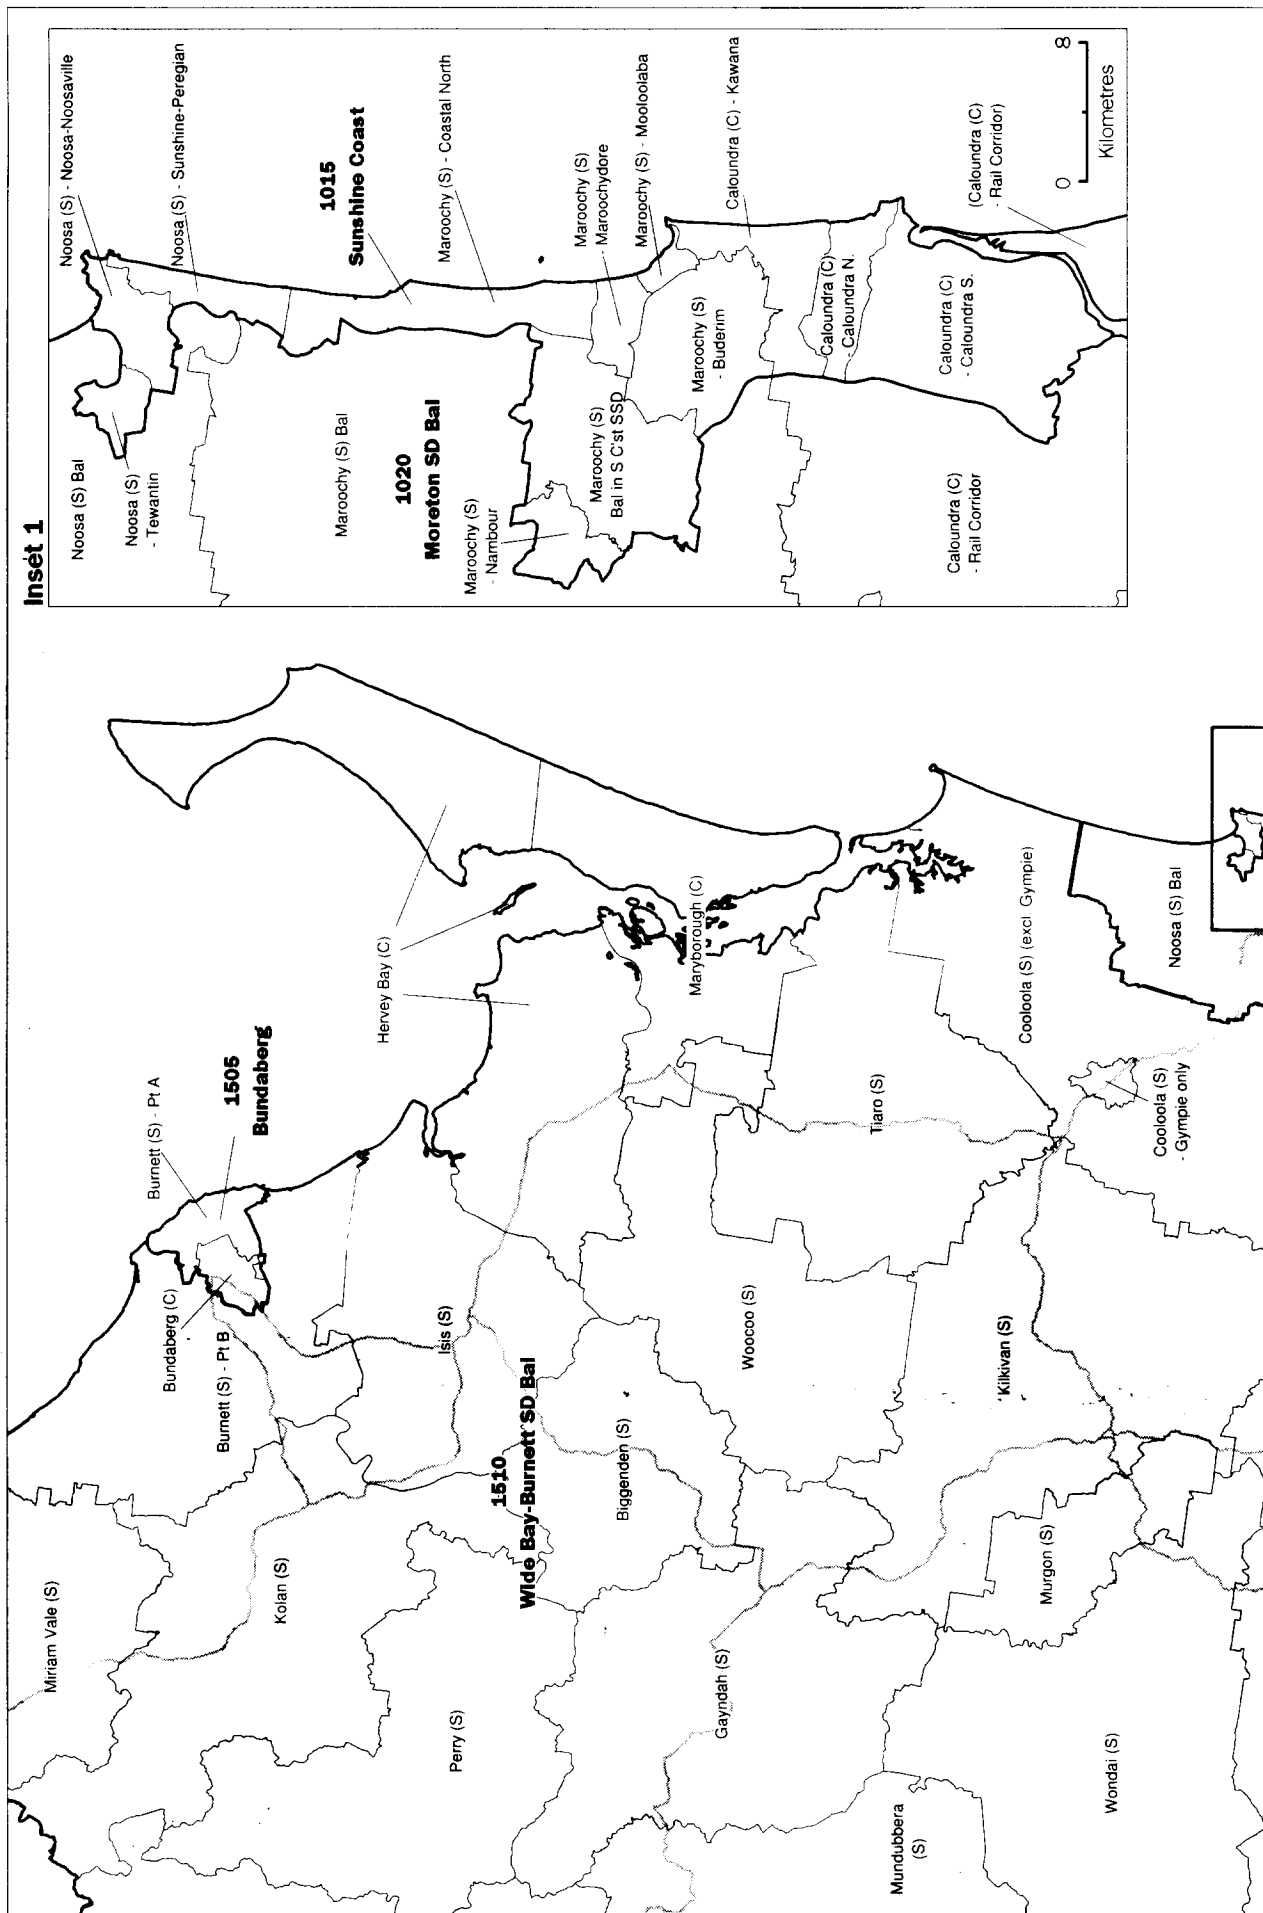 Inset 1
Noosa (S) - Noosa-Noosaville
Noosa (S) - Sunshine-Peregian
Noosa (S) Bal
Noosa (S)
- Tewantin
1015
Sunshine Coast
Maroochy (S) - Coastal North
Maroochy (S) Bal
1020
Moreton SD Bal
Maroochy (S)
Maroochydore
Maroochy (S) - Mooloolaba
Maroochy (S)
- Nambour
Maroochy (S)
Bal in S C'st SSD
Maroochy (S)
- Buderim
Caloundra (C) - Kawana
Caloundra (C)
- Caloundra N.
Caloundra (C)
- Caloundra S.
(Caloundra (C)
- Rail Corridor)
Caloundra (C)
- Rail Corridor
0 8
Kilometres
Miriam Vale (S)
Burnett (S) - Pt A
1505
Bundaberg
Bundaberg (C)
Burnett (S) - Pt B
Kolan (S)
Hervey Bay (C)
Isis (S)
Perry (S)
1510
Wide Bay-Burnett SD Bal
Biggenden (S)
Maryborough (C)
Woocoo (S)
Gayndah (S)
Tiaro (S)
Mundubbera
(S)
Kilkivan (S)
Cooloola (S) (excl. Gympie)
Murgon (S)
Wondai (S)
Cooloola (S)
- Gympie only
Noosa (S) Bal